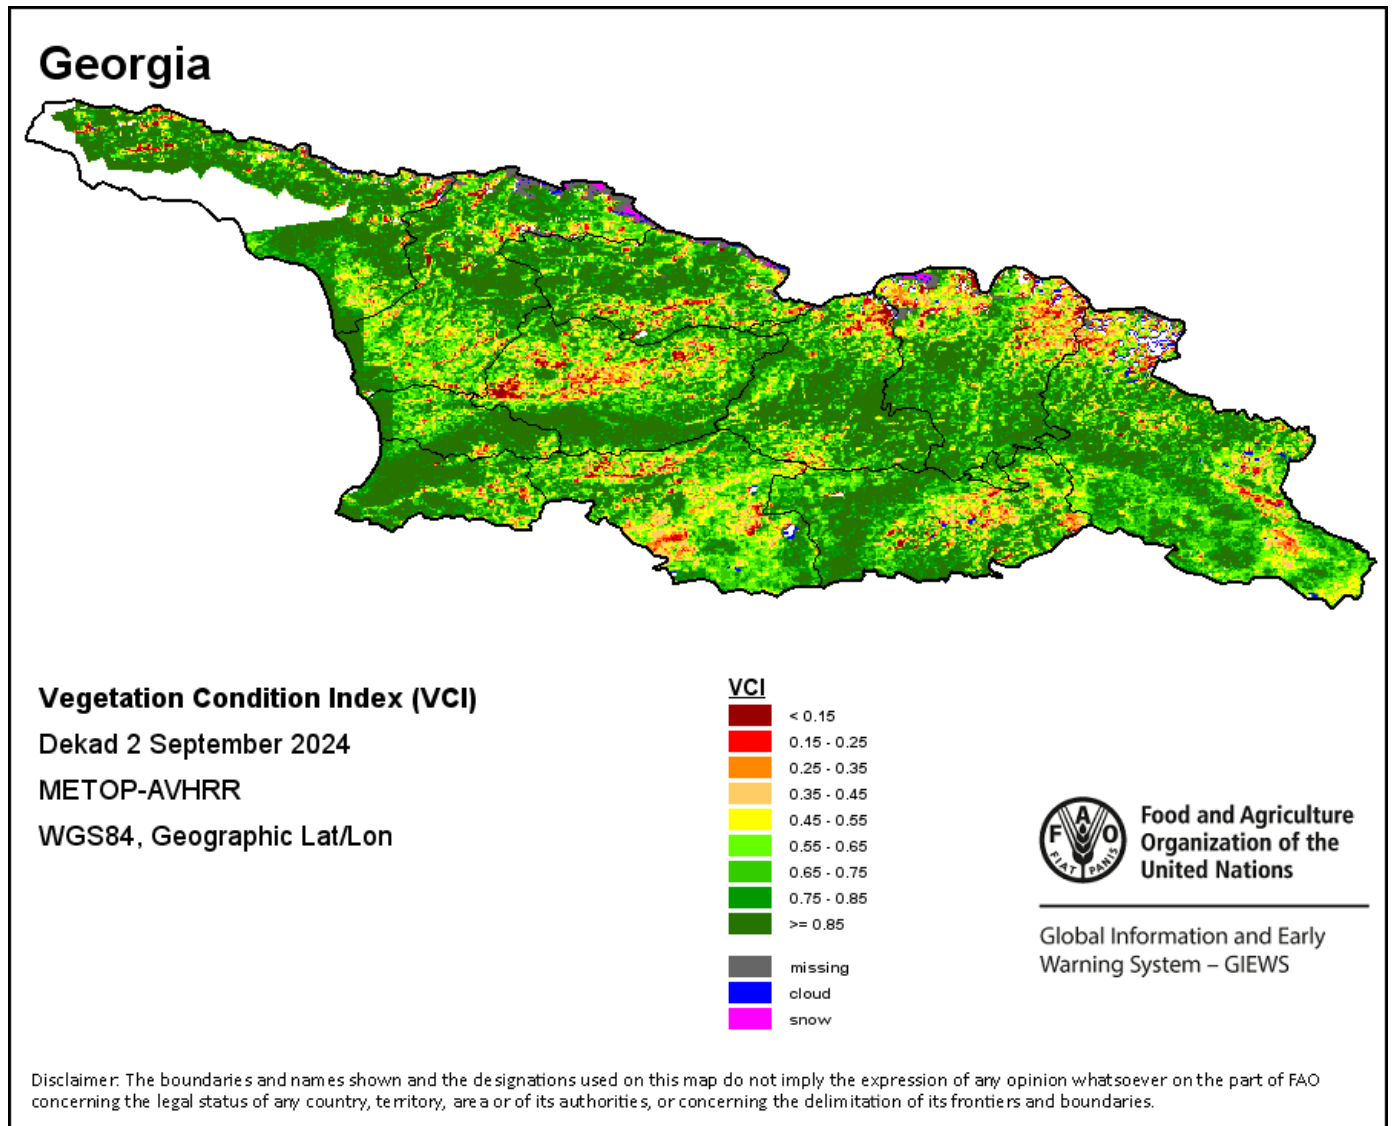 Georgia
Vegetation Condition Index (VCI)
Dekad 2 September 2024
METOP-AVHRR
WGS84, Geographic Lat/Lon
VCI
< 0.15
0.15 - 0.25
0.25 - 0.35
0.35 - 0.45
0.45 - 0.55
0.55 - 0.65
0.65 - 0.75
0.75 - 0.85
>= 0.85
missing
cloud
snow
F A O
FIAT PANIS
Food and Agriculture
Organization of the
United Nations
Global Information and Early
Warning System – GIEWS
Disclaimer: The boundaries and names shown and the designations used on this map do not imply the expression of any opinion whatsoever on the part of FAO
concerning the legal status of any country, territory, area or of its authorities, or concerning the delimitation of its frontiers and boundaries.